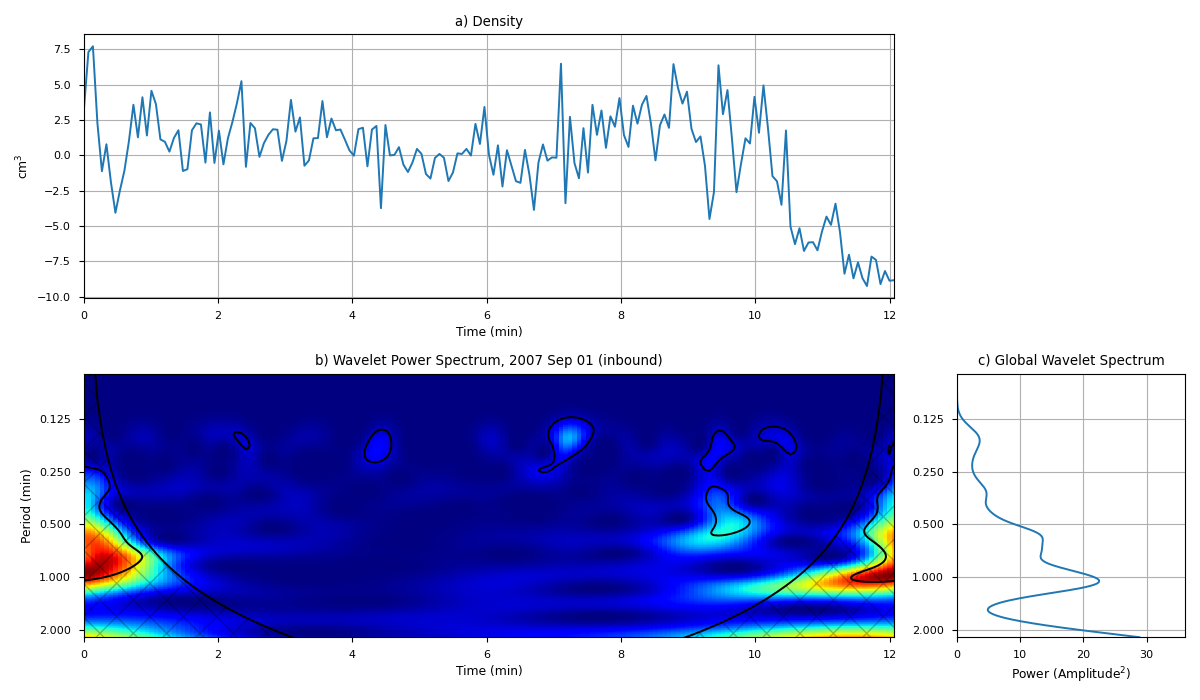 a) Density
cm³
7.5
5.0
2.5
0.0
−2.5
−5.0
−7.5
−10.0
0 2 4 6 8 10 12
Time (min)
b) Wavelet Power Spectrum, 2007 Sep 01 (inbound)
Period (min)
0.125
0.250
0.500
1.000
2.000
0 2 4 6 8 10 12
Time (min)
c) Global Wavelet Spectrum
0.125
0.250
0.500
1.000
2.000
0 10 20 30
Power (Amplitude²)